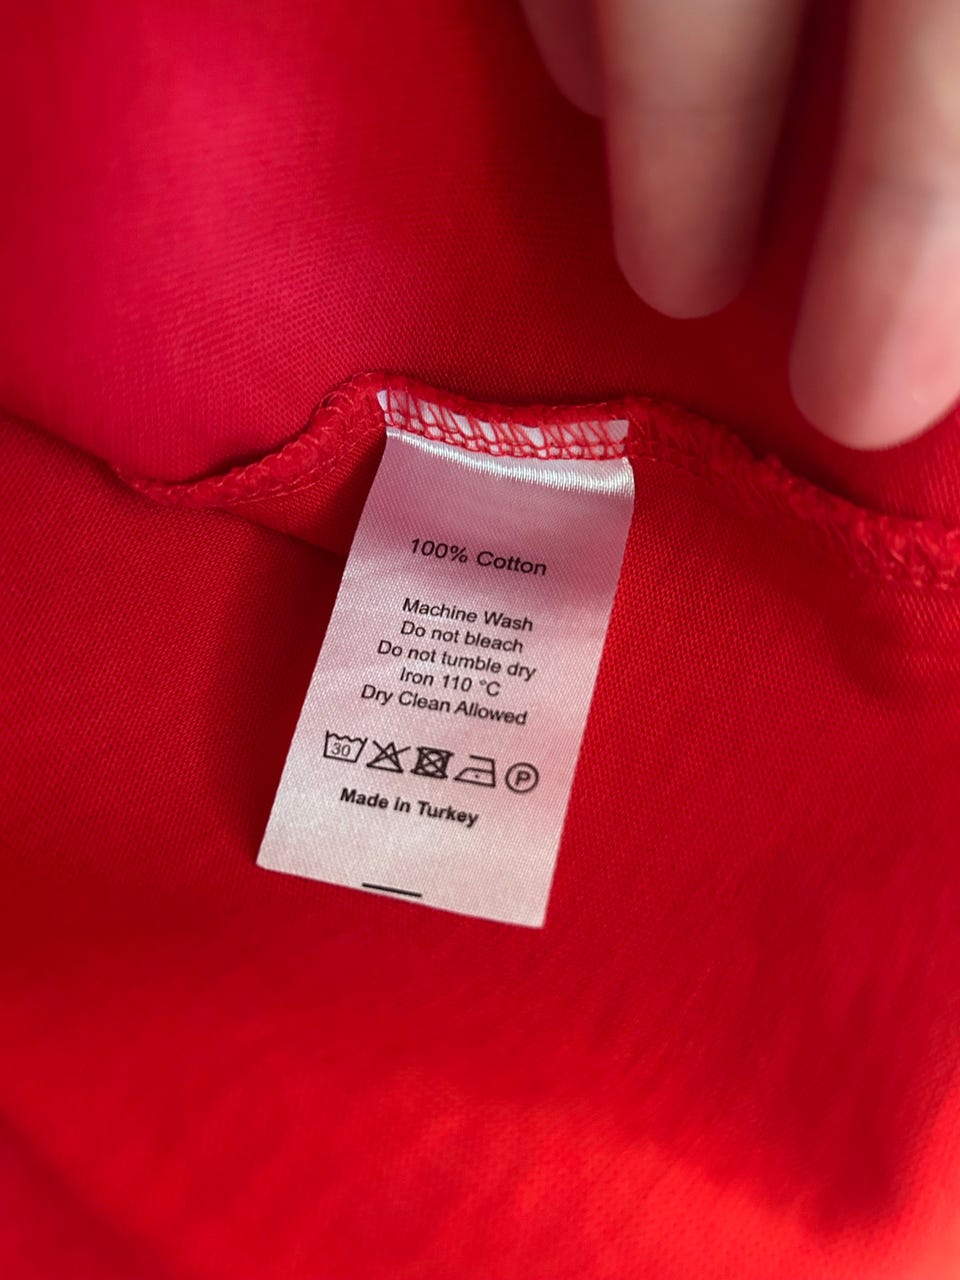 100% Cotton
Machine Wash
Do not bleach
Do not tumble dry
Iron 110 °C
Dry Clean Allowed
30 P
Made in Turkey